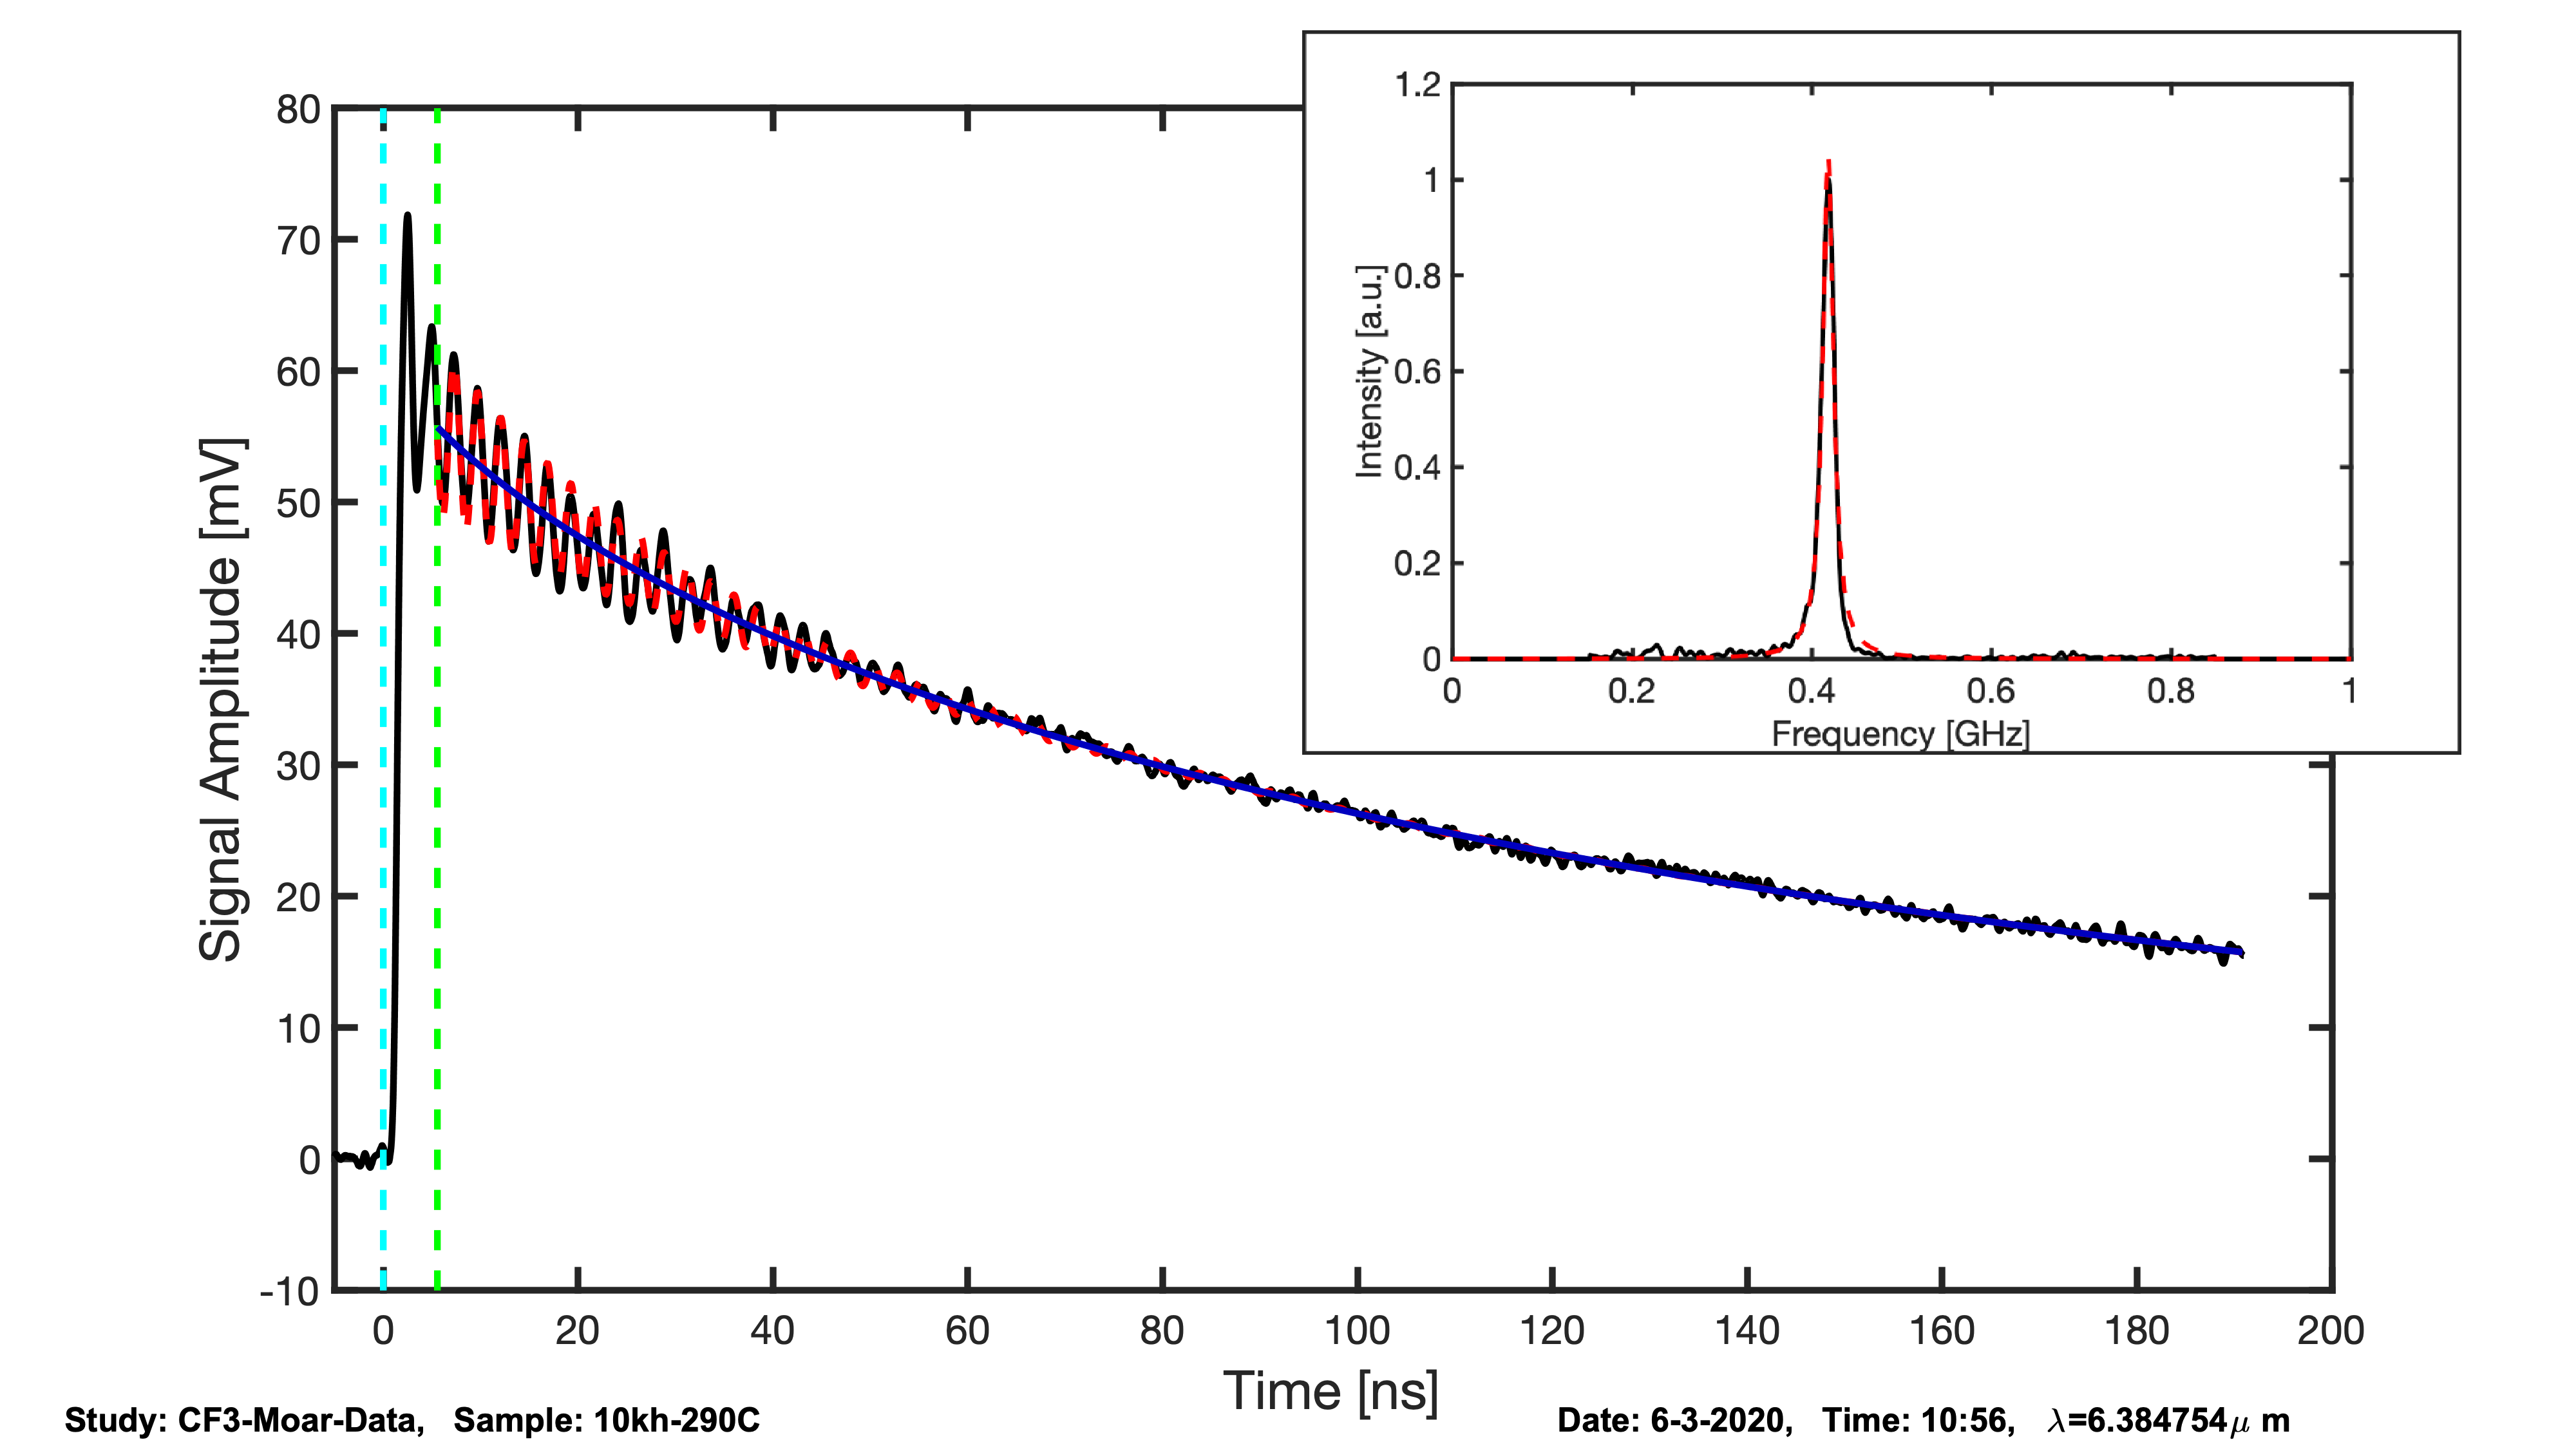 1.2
1
0.8
0.6
0.4
0.2
0
Intensity [a.u.]
0 0.2 0.4 0.6 0.8 1
Frequency [GHz]
80
70
60
50
40
30
20
10
0
-10
Signal Amplitude [mV]
0 20 40 60 80 100 120 140 160 180 200
Time [ns]
Study: CF3-Moar-Data, Sample: 10kh-290C
Date: 6-3-2020, Time: 10:56, λ=6.384754μ m